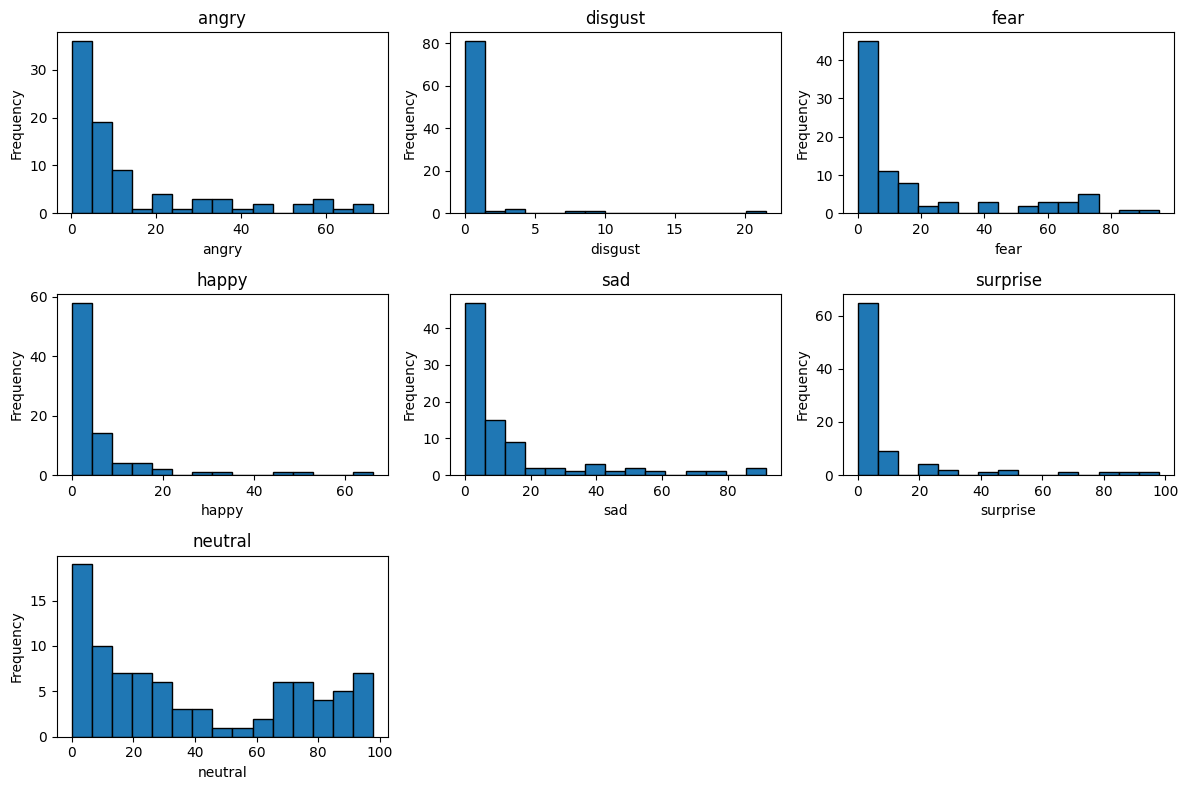 angry
Frequency
30
20
10
0
0 20 40 60
angry
disgust
Frequency
80
60
40
20
0
0 5 10 15 20
disgust
fear
Frequency
40
30
20
10
0
0 20 40 60 80
fear
happy
Frequency
60
40
20
0
0 20 40 60
happy
sad
Frequency
40
30
20
10
0
0 20 40 60 80
sad
surprise
Frequency
60
40
20
0
0 20 40 60 80 100
surprise
neutral
Frequency
15
10
5
0
0 20 40 60 80 100
neutral